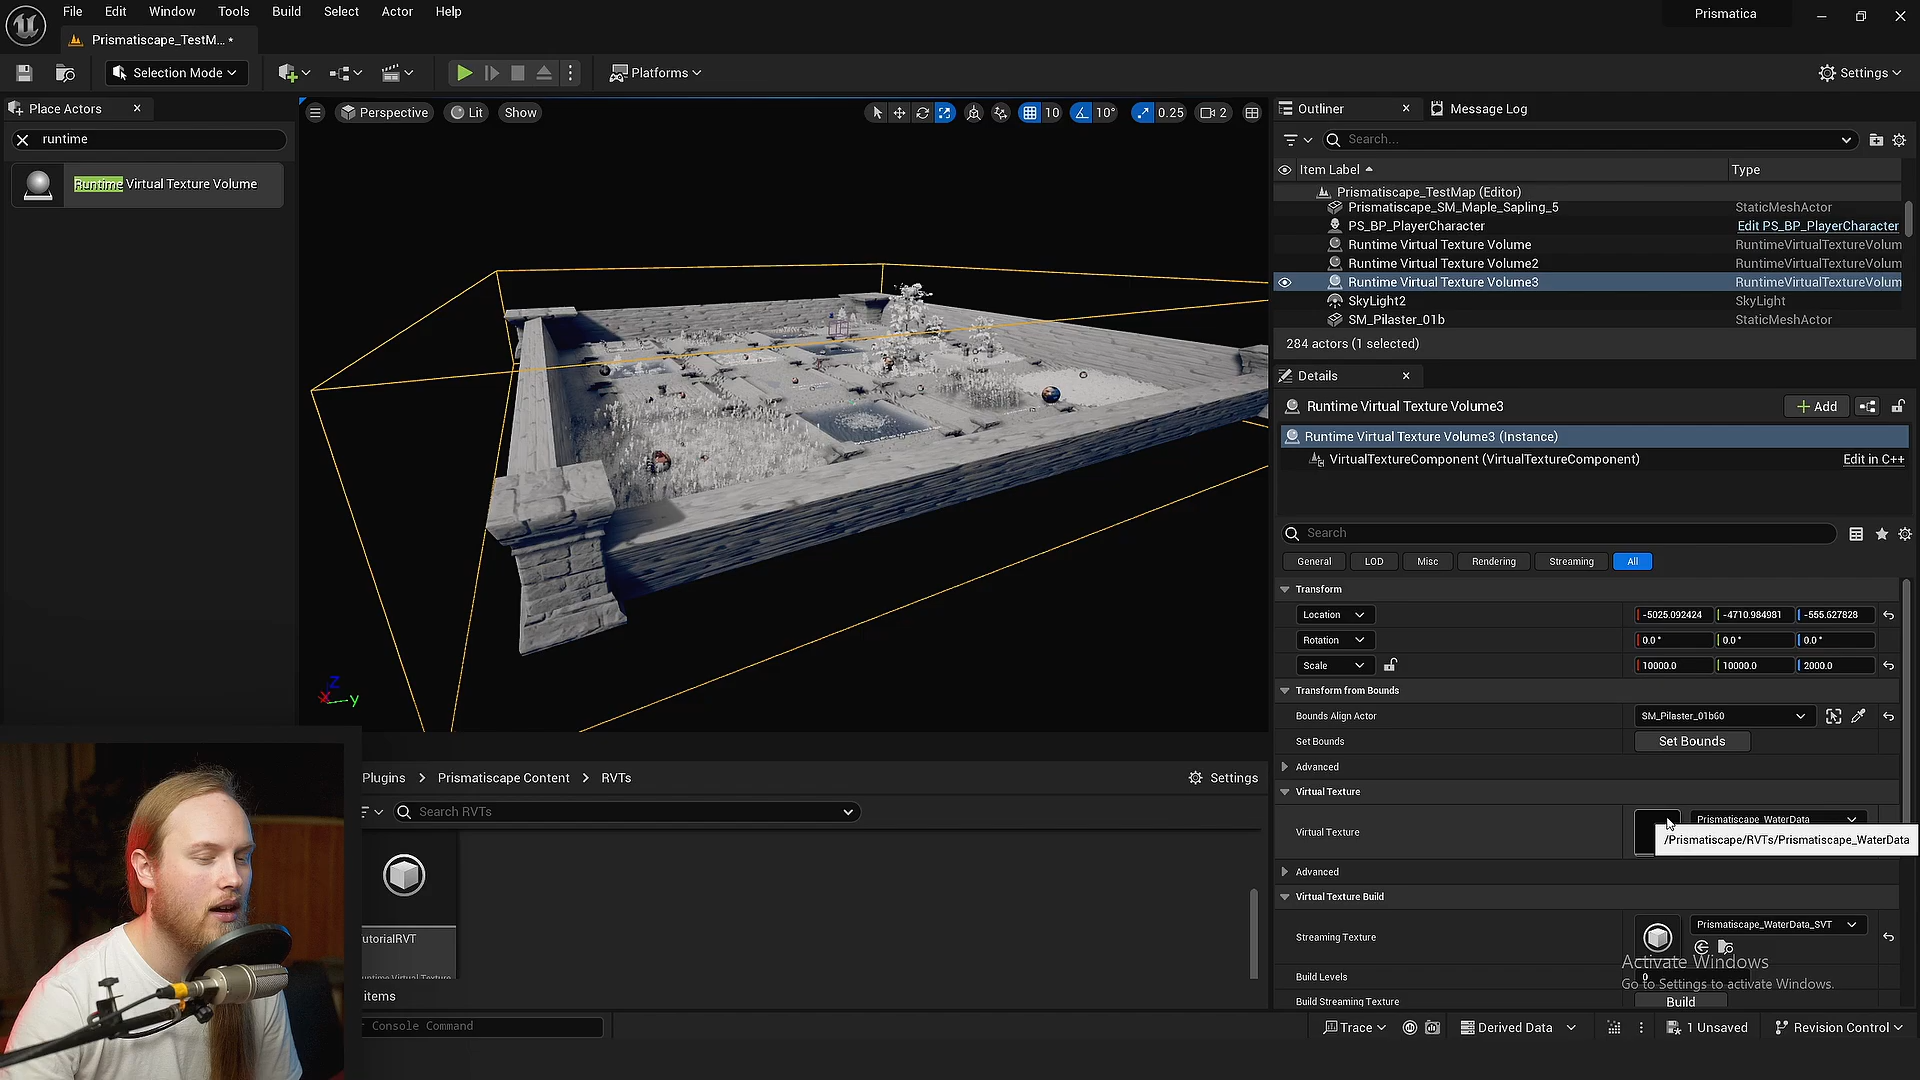 File Edit Window Tools Build Select Actor Help
Prismatica
Prismatiscape_TestM... •
Selection Mode
Platforms
Settings
Place Actors
runtime
Runtime Virtual Texture Volume
Perspective
Lit
Show
10
10°
0.25
2
Outliner
Message Log
Search...
Item Label
Type
Prismatiscape_TestMap (Editor)
Prismatiscape_SM_Maple_Sapling_5 StaticMeshActor
PS_BP_PlayerCharacter Edit PS_BP_PlayerCharacter
Runtime Virtual Texture Volume RuntimeVirtualTextureVolum
Runtime Virtual Texture Volume2 RuntimeVirtualTextureVolum
Runtime Virtual Texture Volume3 RuntimeVirtualTextureVolum
SkyLight2 SkyLight
SM_Pilaster_01b StaticMeshActor
284 actors (1 selected)
Details
Runtime Virtual Texture Volume3
+ Add
Runtime Virtual Texture Volume3 (Instance)
VirtualTextureComponent (VirtualTextureComponent) Edit in C++
Search
General LOD Misc Rendering Streaming All
Transform
Location -5025.092424 -4710.984981 -555.627828
Rotation 0.0° 0.0° 0.0°
Scale 10000.0 10000.0 2000.0
Transform from Bounds
Bounds Align Actor SM_Pilaster_01b60
Set Bounds Set Bounds
Advanced
Virtual Texture
Virtual Texture Prismatiscape_WaterData
/Prismatiscape/RVTs/Prismatiscape_WaterData
Advanced
Virtual Texture Build
Streaming Texture Prismatiscape_WaterData_SVT
Build Levels 0
Build Streaming Texture Build
Activate Windows
Go to Settings to activate Windows.
Z
X
Y
Plugins > Prismatiscape Content > RVTs
Settings
Search RVTs
utorialRVT
untime Virtual Texture
items
Console Command
Trace
Derived Data
1 Unsaved
Revision Control